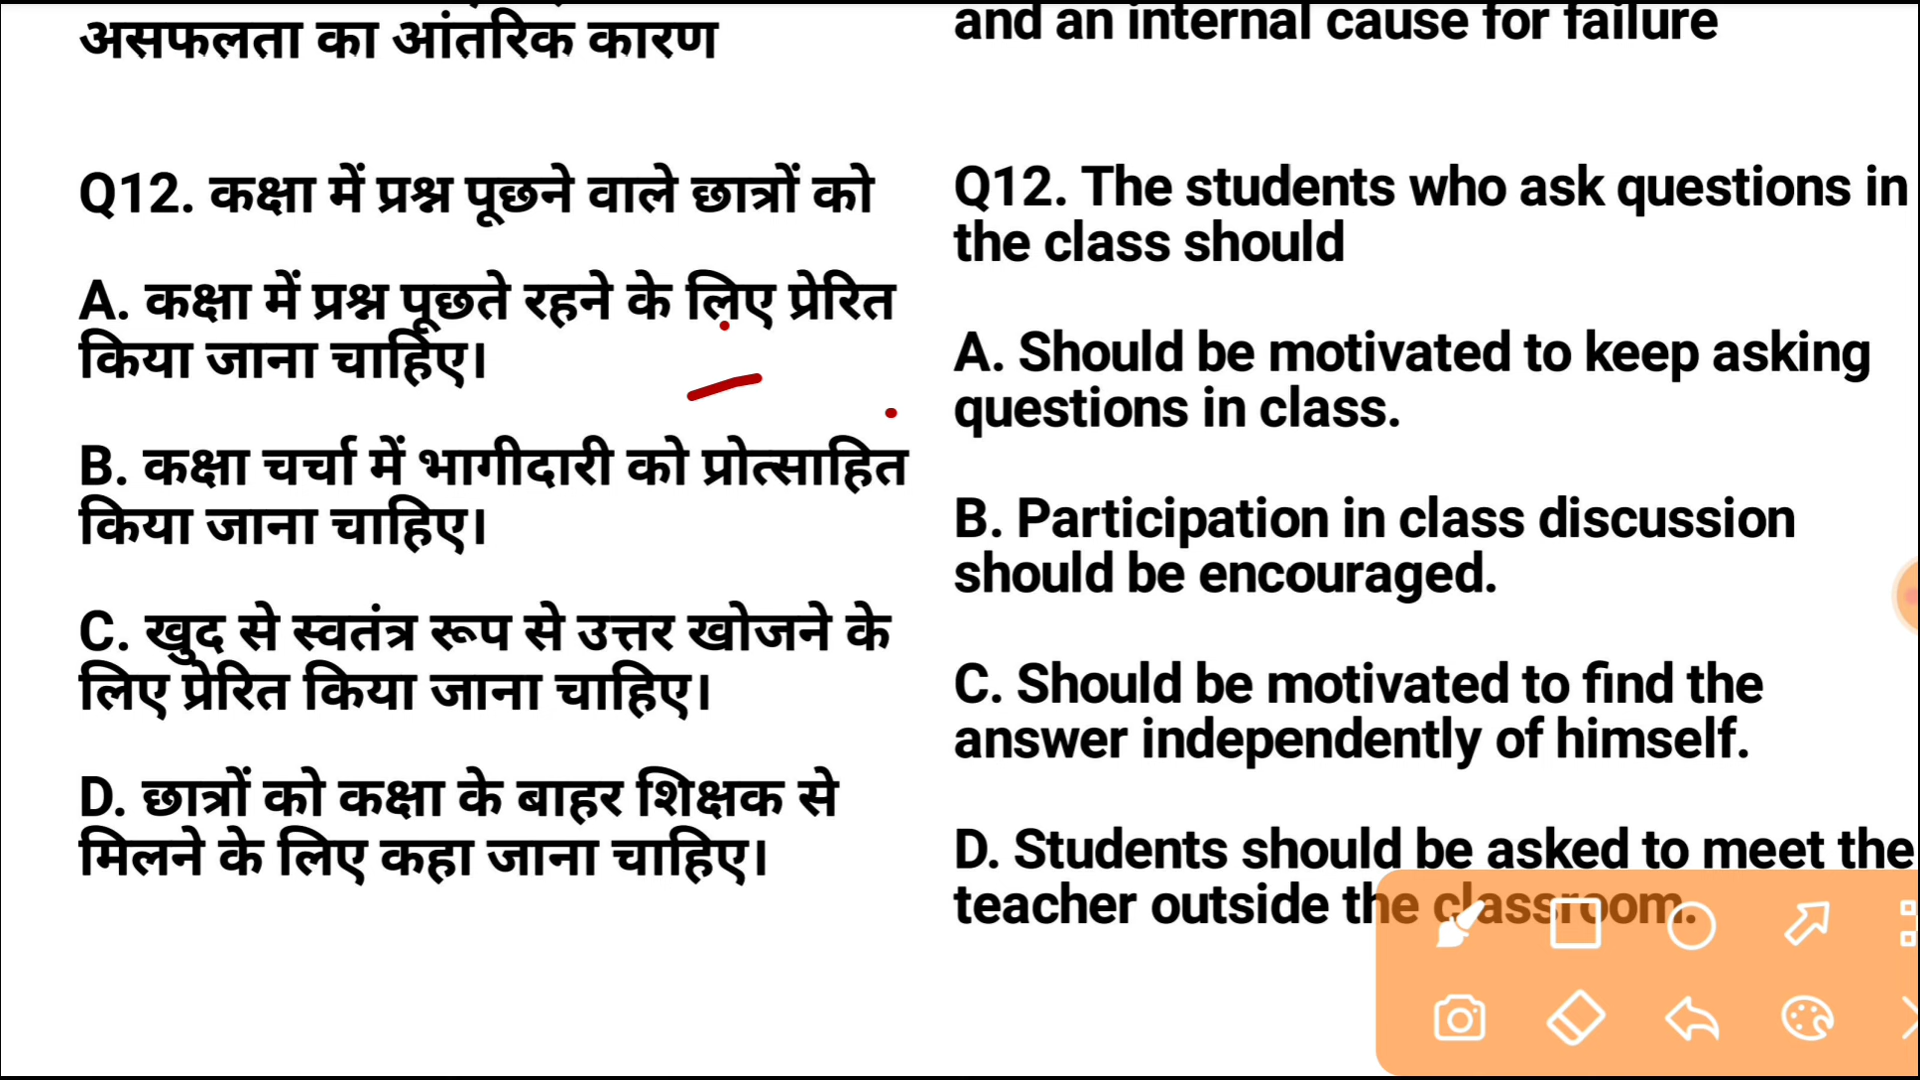 असफलता का आंतरिक कारण
Q12. कक्षा में प्रश्न पूछने वाले छात्रों को
A. कक्षा में प्रश्न पूछते रहने के लिए प्रेरित
किया जाना चाहिए।
B. कक्षा चर्चा में भागीदारी को प्रोत्साहित
किया जाना चाहिए।
C. खुद से स्वतंत्र रूप से उत्तर खोजने के
लिए प्रेरित किया जाना चाहिए।
D. छात्रों को कक्षा के बाहर शिक्षक से
मिलने के लिए कहा जाना चाहिए।
and an internal cause for failure
Q12. The students who ask questions in
the class should
A. Should be motivated to keep asking
questions in class.
B. Participation in class discussion
should be encouraged.
C. Should be motivated to find the
answer independently of himself.
D. Students should be asked to meet the
teacher outside the classroom.